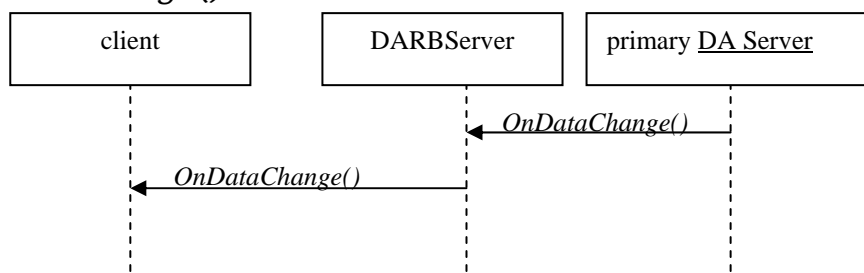 client
DARBServer
primary DA Server
OnDataChange()
OnDataChange()